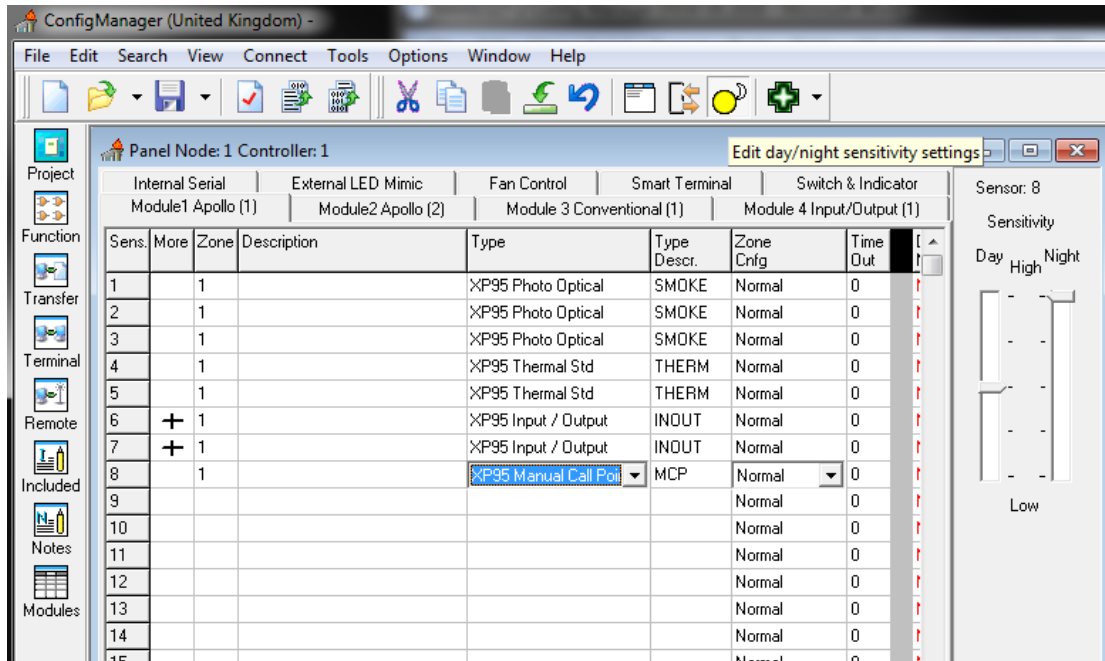 ConfigManager (United Kingdom) -
File Edit Search View Connect Tools Options Window Help
Project
Function
Transfer
Terminal
Remote
Included
Notes
Modules
Panel Node: 1 Controller: 1
Edit day/night sensitivity settings
Internal Serial External LED Mimic Fan Control Smart Terminal Switch & Indicator
Module1 Apollo (1) Module2 Apollo (2) Module 3 Conventional (1) Module 4 Input/Output (1)
Sens. More Zone Description Type Type Descr. Zone Cnfg Time Out
1 1 XP95 Photo Optical SMOKE Normal 0
2 1 XP95 Photo Optical SMOKE Normal 0
3 1 XP95 Photo Optical SMOKE Normal 0
4 1 XP95 Thermal Std THERM Normal 0
5 1 XP95 Thermal Std THERM Normal 0
6 + 1 XP95 Input / Output INOUT Normal 0
7 + 1 XP95 Input / Output INOUT Normal 0
8 1 XP95 Manual Call Poi MCP Normal 0
9 Normal 0
10 Normal 0
11 Normal 0
12 Normal 0
13 Normal 0
14 Normal 0
Sensor: 8
Sensitivity
Day High Night
Low